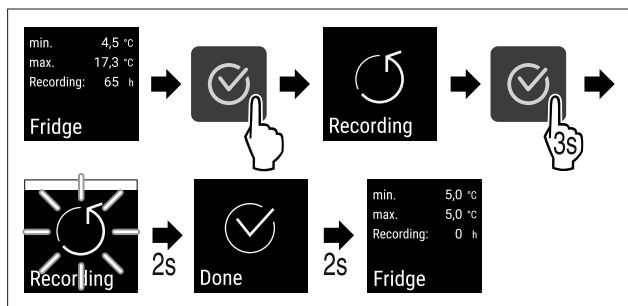 min. 4,5 °C
max. 17,3 °C
Recording: 65 h
Fridge
Recording
3s
Recording
2s
Done
2s
min. 5,0 °C
max. 5,0 °C
Recording: 0 h
Fridge